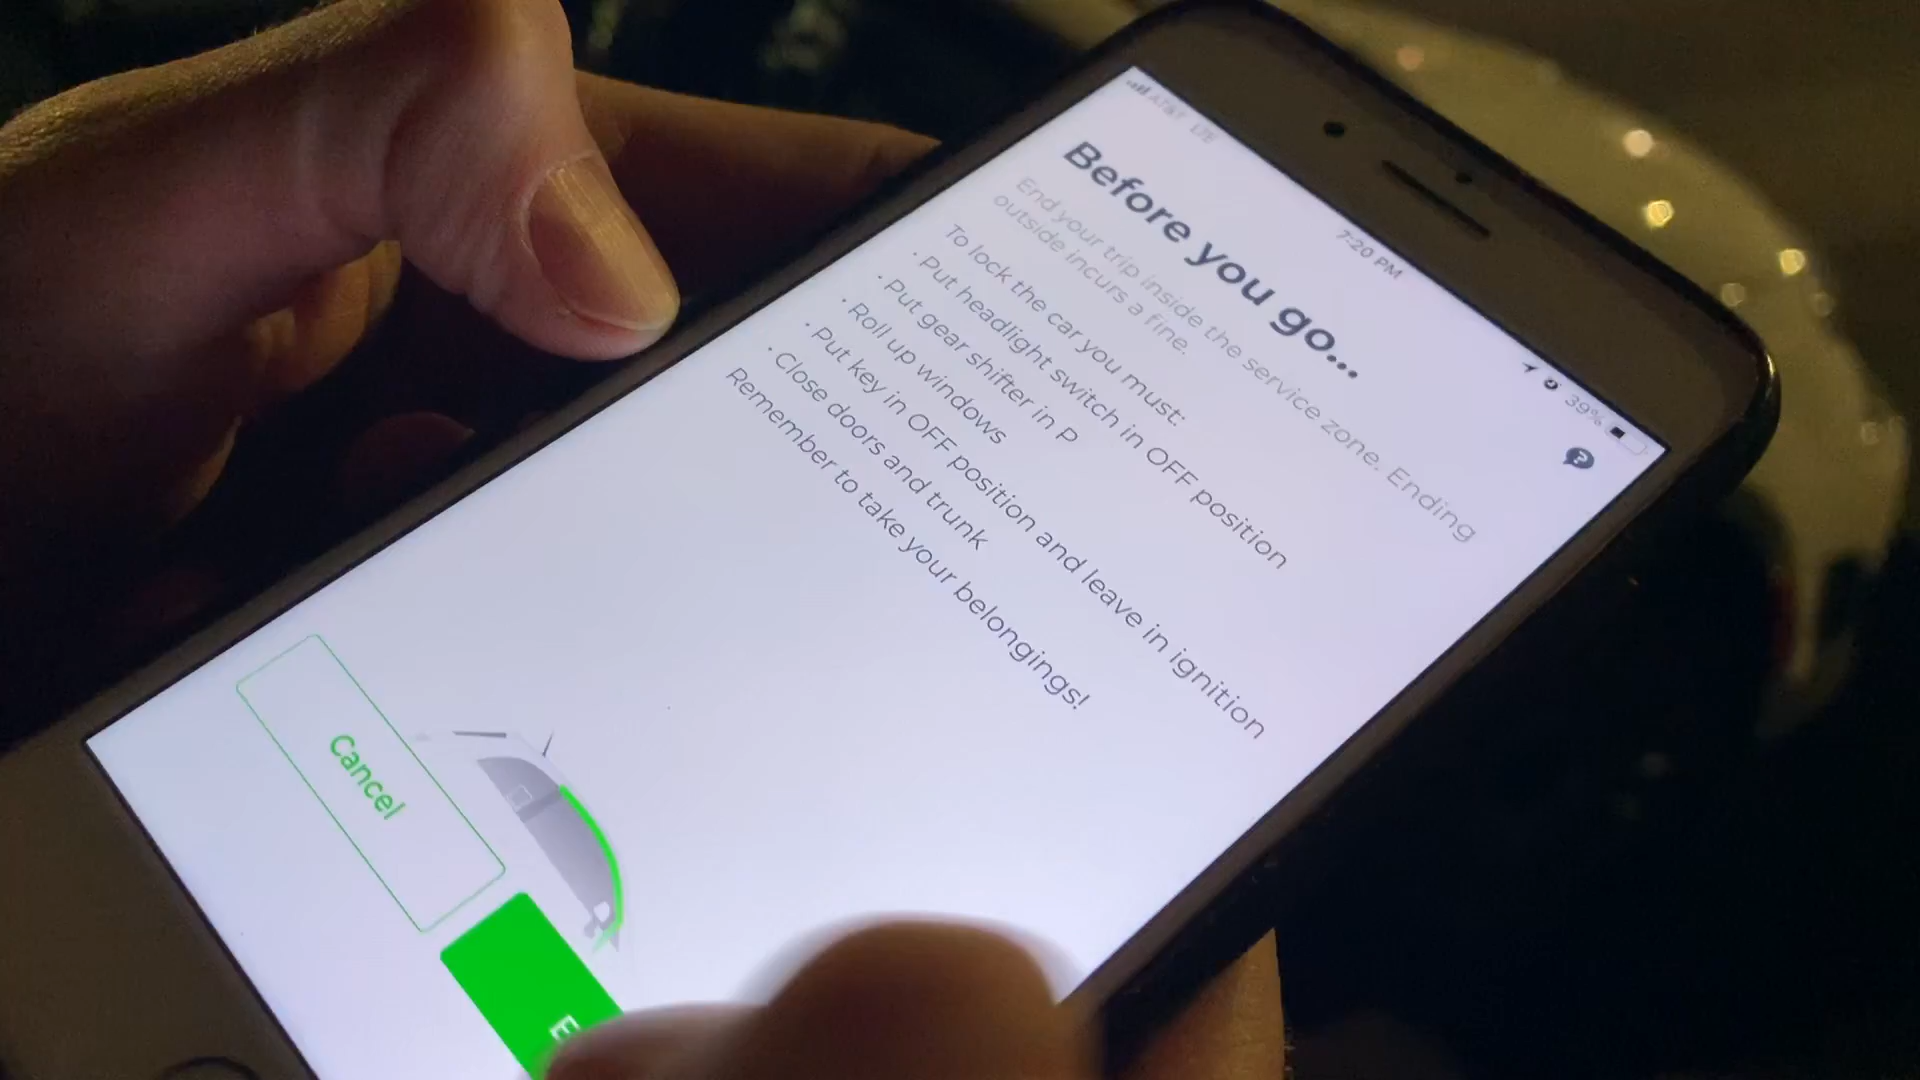 AT&T LTE
7:20 PM
39%
Before you go...
End your trip inside the service zone. Ending
outside incurs a fine.
To lock the car you must:
• Put headlight switch in OFF position
• Put gear shifter in P
• Roll up windows
• Put key in OFF position and leave in ignition
• Close doors and trunk
Remember to take your belongings!
Cancel